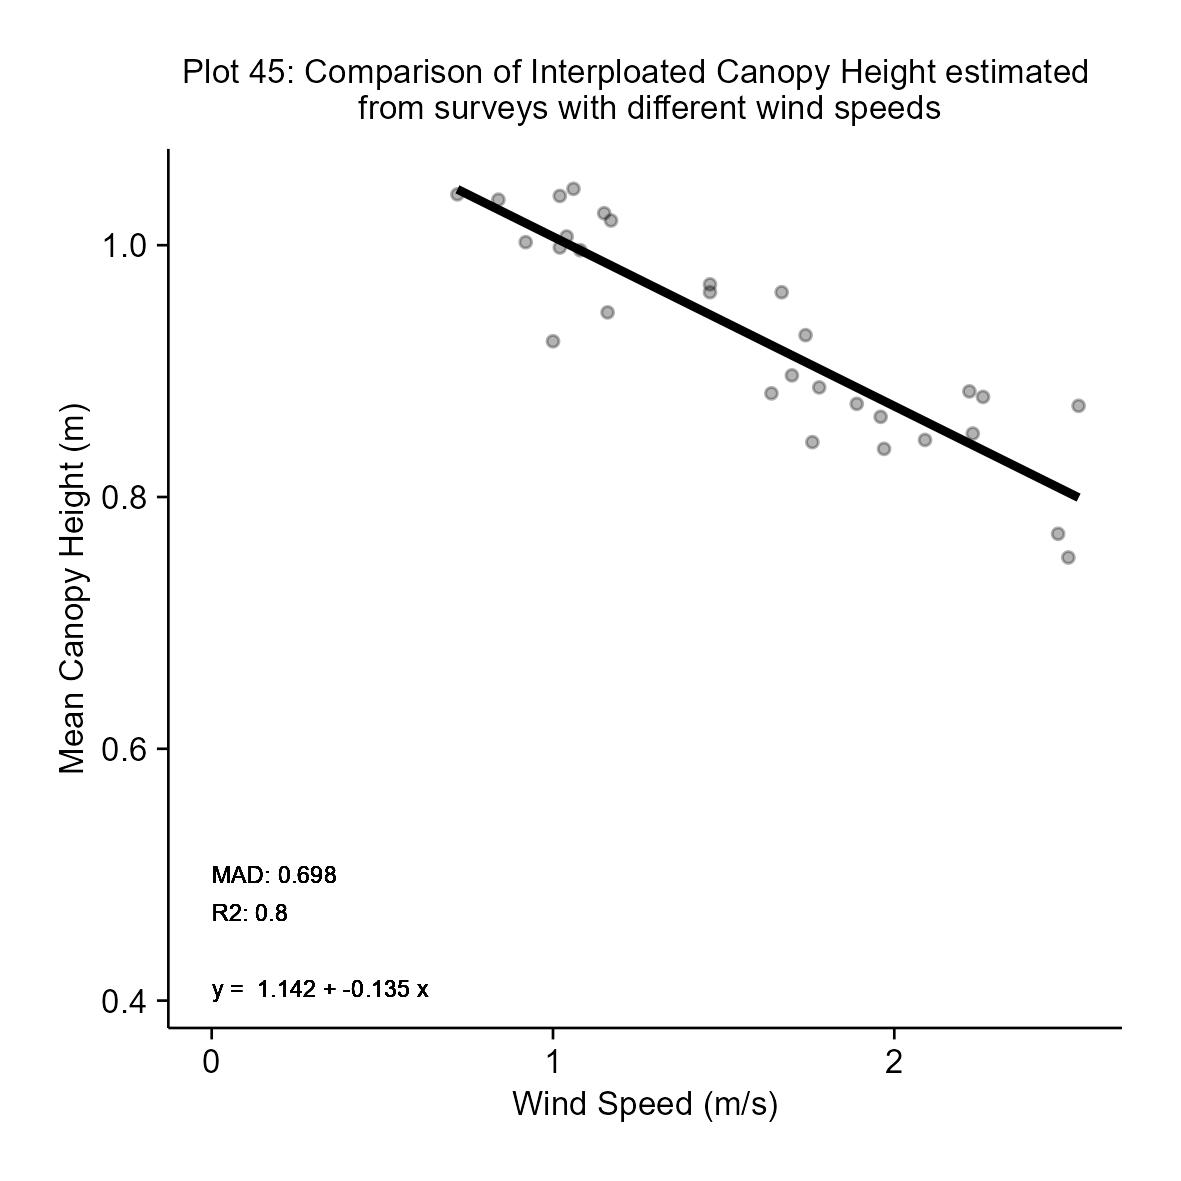 Plot 45: Comparison of Interploated Canopy Height estimated
from surveys with different wind speeds
Mean Canopy Height (m)
1.0
0.8
0.6
0.4
MAD: 0.698
R2: 0.8
y =  1.142 + -0.135 x
0
1
2
Wind Speed (m/s)